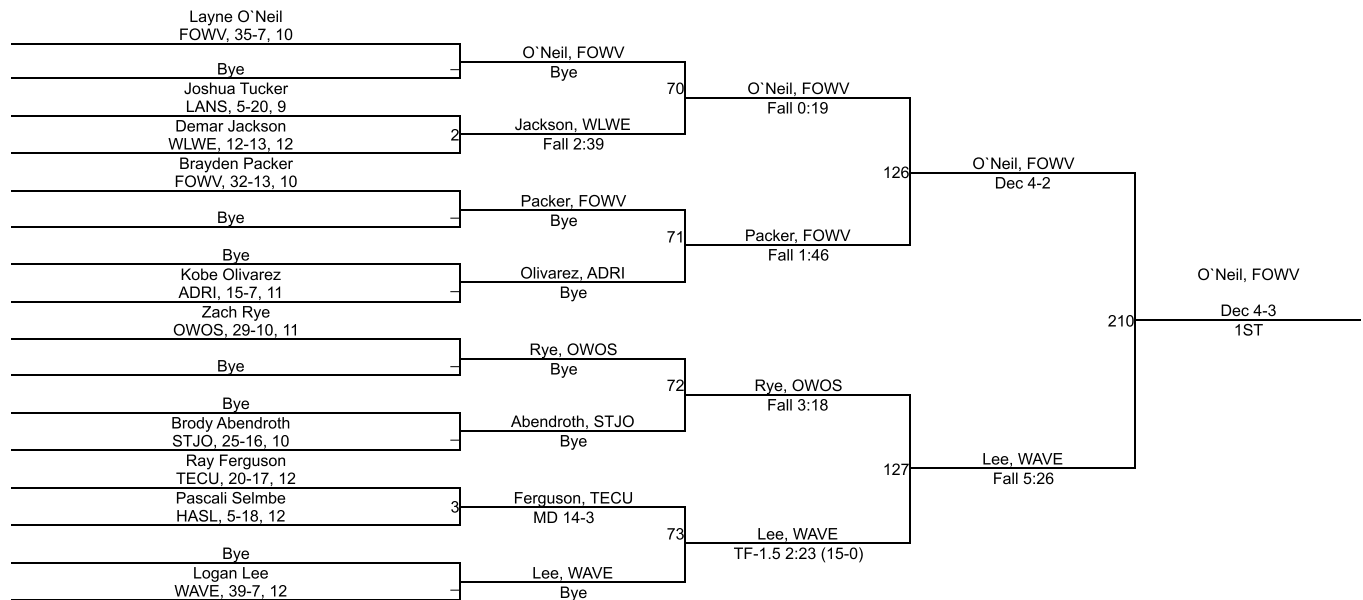 Layne O`Neil
FOWV, 35-7, 10
Bye
–
Joshua Tucker
LANS, 5-20, 9
Demar Jackson
WLWE, 12-13, 12
2
Brayden Packer
FOWV, 32-13, 10
Bye
–
Bye
Kobe Olivarez
ADRI, 15-7, 11
–
Zach Rye
OWOS, 29-10, 11
Bye
–
Bye
Brody Abendroth
STJO, 25-16, 10
–
Ray Ferguson
TECU, 20-17, 12
Pascali Selmbe
HASL, 5-18, 12
3
Bye
Logan Lee
WAVE, 39-7, 12
–
O`Neil, FOWV
Bye
70
Jackson, WLWE
Fall 2:39
Packer, FOWV
Bye
71
Olivarez, ADRI
Bye
Rye, OWOS
Bye
72
Abendroth, STJO
Bye
Ferguson, TECU
MD 14-3
73
Lee, WAVE
Bye
O`Neil, FOWV
Fall 0:19
126
Packer, FOWV
Fall 1:46
Rye, OWOS
Fall 3:18
127
Lee, WAVE
TF-1.5 2:23 (15-0)
O`Neil, FOWV
Dec 4-2
210
Lee, WAVE
Fall 5:26
O`Neil, FOWV
Dec 4-3
1ST